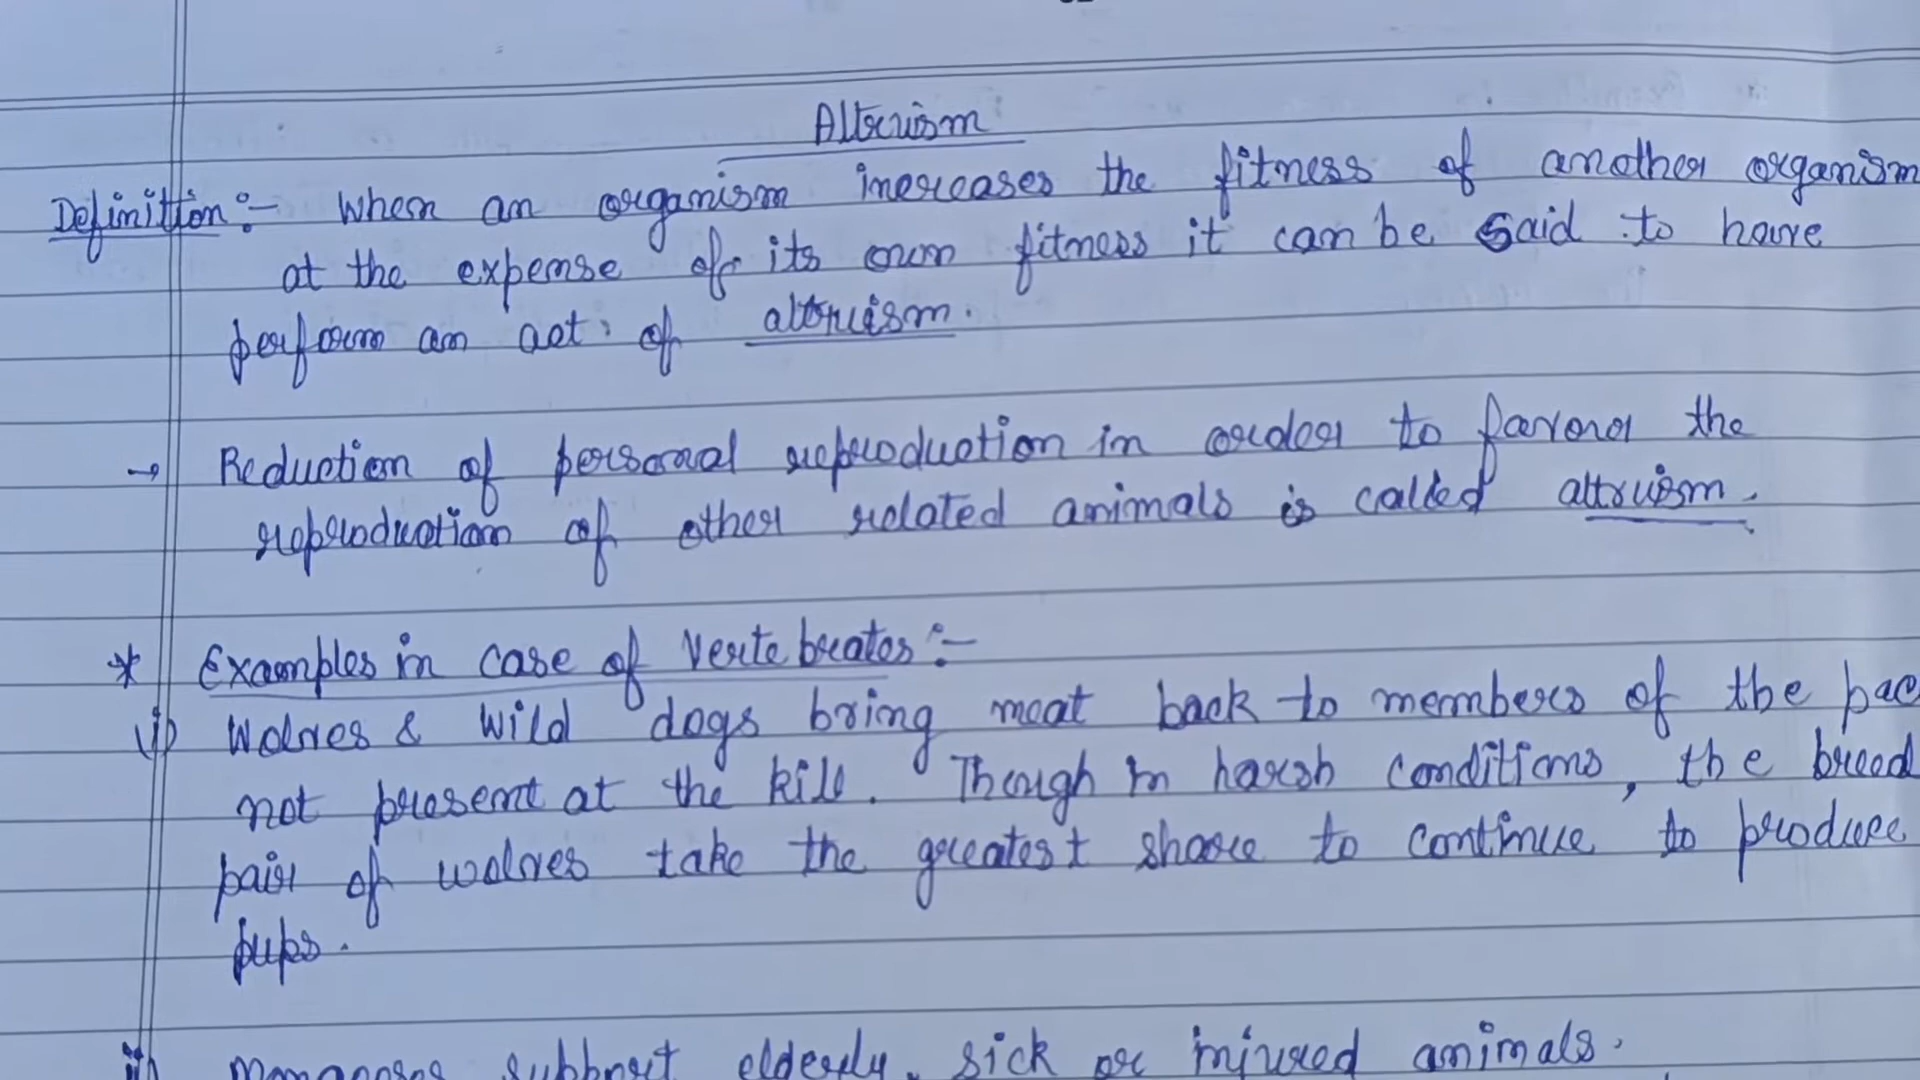 Altruism
Definition:- When an organism increases the fitness of another organism
at the expense of its own fitness it can be said to have
perform an act of altruism.
→ Reduction of personal reproduction in order to favour the
reproduction of other related animals is called altruism.
* Examples in case of Vertebrates:-
i) Wolves & wild dogs bring meat back to members of the pac
not present at the kill. Though in harsh conditions, the breed
pair of wolves take the greatest share to continue to produce
pups.
ii) Mongooses support elderly, sick or injured animals.